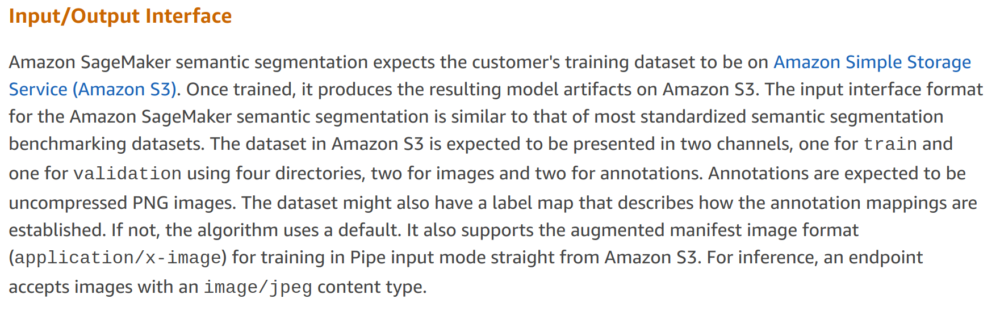 Input/Output Interface
Amazon SageMaker semantic segmentation expects the customer's training dataset to be on Amazon Simple Storage
Service (Amazon S3). Once trained, it produces the resulting model artifacts on Amazon S3. The input interface format
for the Amazon SageMaker semantic segmentation is similar to that of most standardized semantic segmentation
benchmarking datasets. The dataset in Amazon S3 is expected to be presented in two channels, one for train and
one for validation using four directories, two for images and two for annotations. Annotations are expected to be
uncompressed PNG images. The dataset might also have a label map that describes how the annotation mappings are
established. If not, the algorithm uses a default. It also supports the augmented manifest image format
(application/x-image) for training in Pipe input mode straight from Amazon S3. For inference, an endpoint
accepts images with an image/jpeg content type.